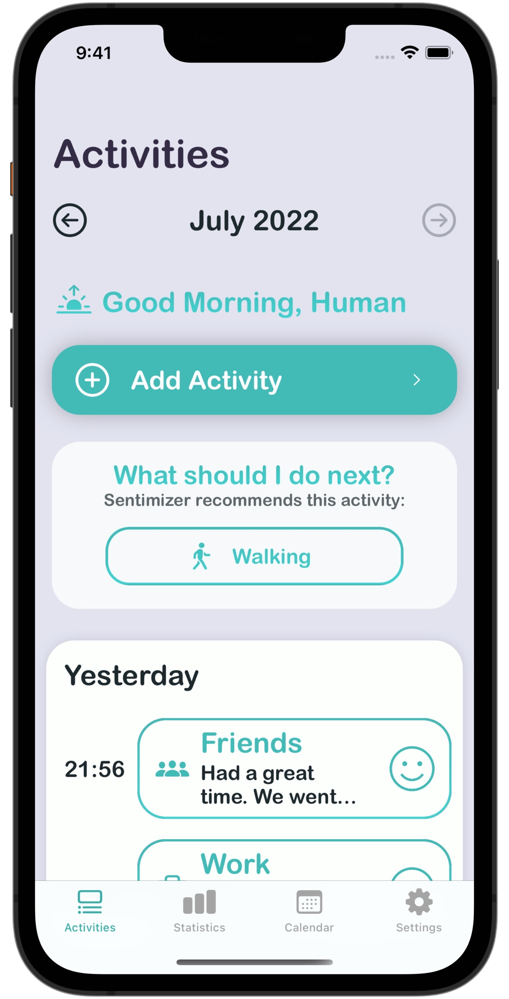 9:41
Activities
July 2022
Good Morning, Human
Add Activity
What should I do next?
Sentimizer recommends this activity:
Walking
Yesterday
21:56
Friends
Had a great
time. We went...
Work
Activities
Statistics
Calendar
Settings